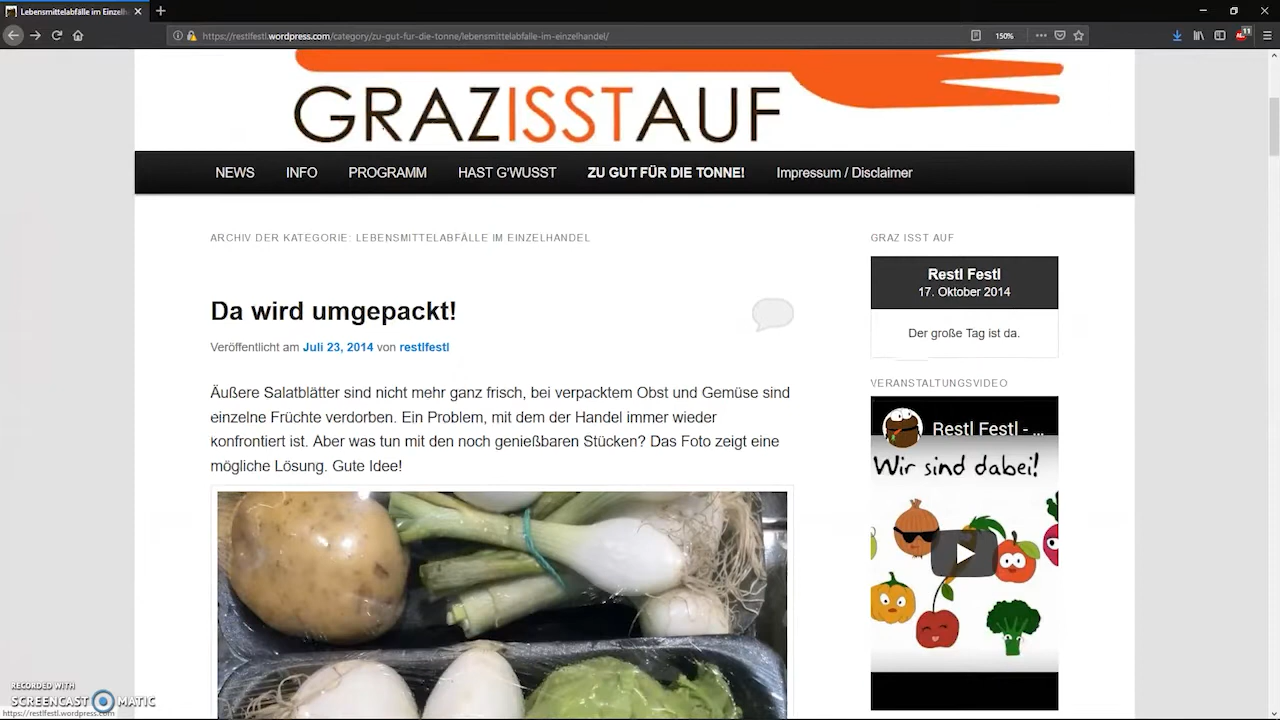 Lebensmittelabfälle im Einzelh
https://restlfestl.wordpress.com/category/zu-gut-fur-die-tonne/lebensmittelabfaelle-im-einzelhandel/
150%
11
GRAZISSTAUF
NEWS INFO PROGRAMM HAST G'WUSST ZU GUT FÜR DIE TONNE! Impressum / Disclaimer
ARCHIV DER KATEGORIE: LEBENSMITTELABFÄLLE IM EINZELHANDEL
Da wird umgepackt!
Veröffentlicht am Juli 23, 2014 von restlfestl
Äußere Salatblätter sind nicht mehr ganz frisch, bei verpacktem Obst und Gemüse sind
einzelne Früchte verdorben. Ein Problem, mit dem der Handel immer wieder
konfrontiert ist. Aber was tun mit den noch genießbaren Stücken? Das Foto zeigt eine
mögliche Lösung. Gute Idee!
GRAZ ISST AUF
Restl Festl
17. Oktober 2014
Der große Tag ist da.
VERANSTALTUNGSVIDEO
Restl Festl - ...
Wir sind dabei!
RECORDED WITH
SCREENCAST MATIC
https://restlfestl.wordpress.com